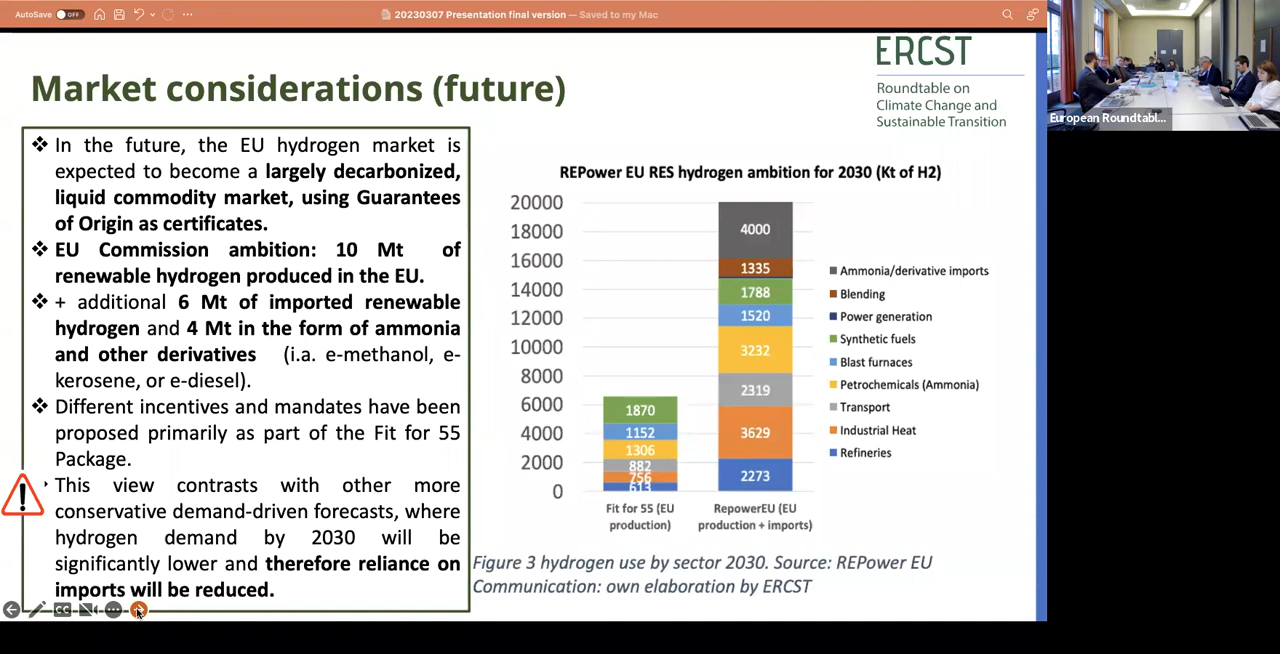 AutoSave OFF
20230307 Presentation final version — Saved to my Mac
ERCST
Roundtable on
Climate Change and
Sustainable Transition
European Roundtabl...
Market considerations (future)
❖ In the future, the EU hydrogen market is
expected to become a largely decarbonized,
liquid commodity market, using Guarantees
of Origin as certificates.
❖ EU Commission ambition: 10 Mt of
renewable hydrogen produced in the EU.
❖ + additional 6 Mt of imported renewable
hydrogen and 4 Mt in the form of ammonia
and other derivatives (i.a. e-methanol, e-
kerosene, or e-diesel).
❖ Different incentives and mandates have been
proposed primarily as part of the Fit for 55
Package.
This view contrasts with other more
conservative demand-driven forecasts, where
hydrogen demand by 2030 will be
significantly lower and therefore reliance on
imports will be reduced.
CC
REPower EU RES hydrogen ambition for 2030 (Kt of H2)
20000
18000
16000
14000
12000
10000
8000
6000
4000
2000
0
1870
1152
1306
882
756
613
4000
1335
1788
1520
3232
2319
3629
2273
Fit for 55 (EU
production)
RepowerEU (EU
production + imports)
Ammonia/derivative imports
Blending
Power generation
Synthetic fuels
Blast furnaces
Petrochemicals (Ammonia)
Transport
Industrial Heat
Refineries
Figure 3 hydrogen use by sector 2030. Source: REPower EU
Communication: own elaboration by ERCST